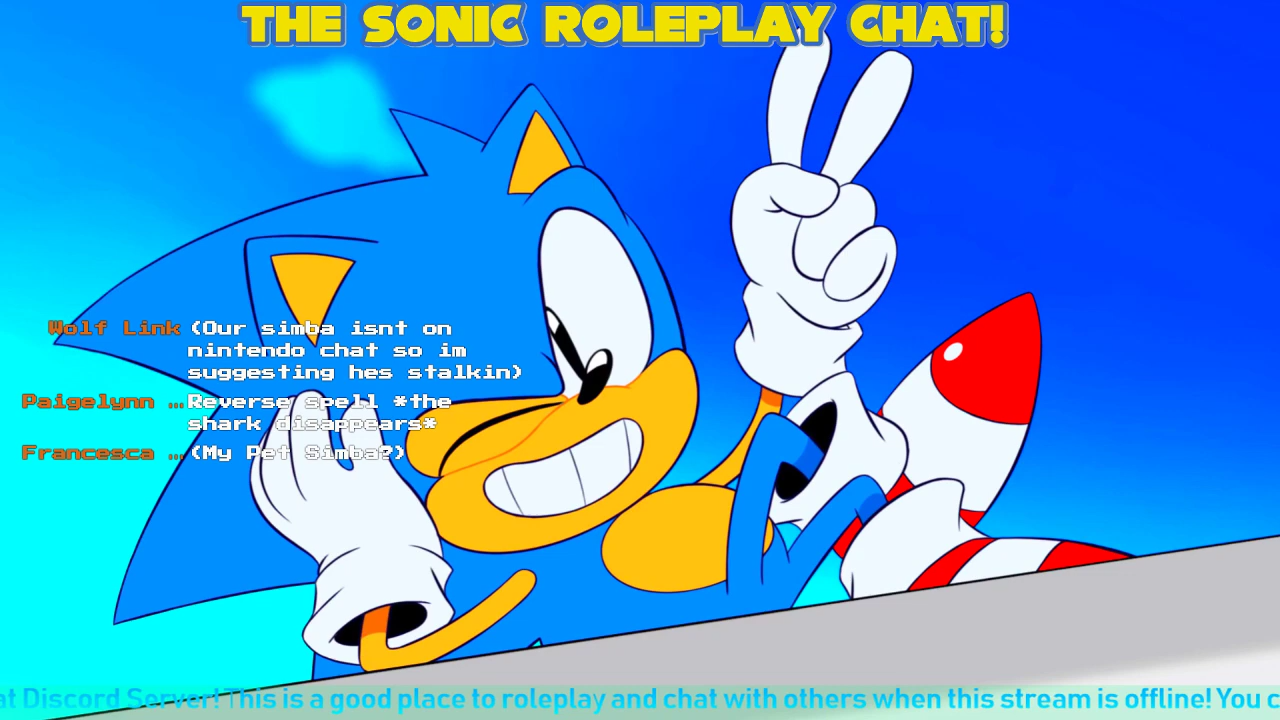 THE SONIC ROLEPLAY CHAT!
Wolf Link (Our simba isnt on
nintendo chat so im
suggesting hes stalkin)
Paigelynn ... Reverse spell *the
shark disappears*
Francesca ... (My Pet Simba?)
at Discord Server! This is a good place to roleplay and chat with others when this stream is offline! You c